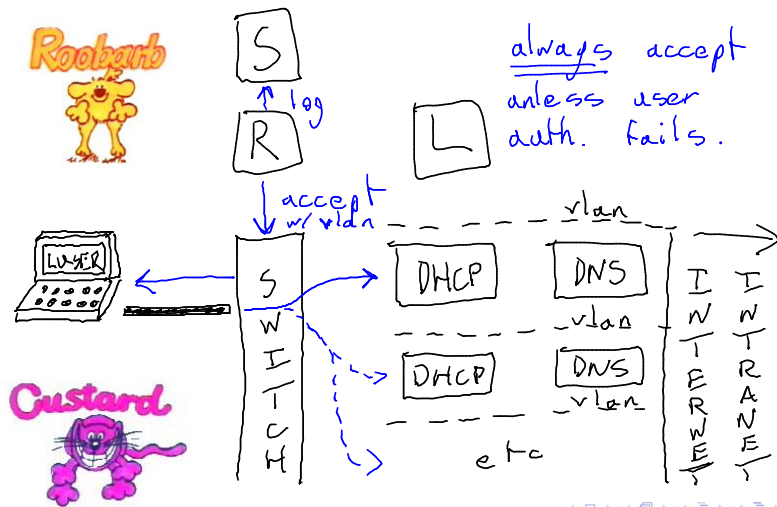 Roobarb
S
log
R
L
always accept
unless user
auth. fails.
accept
w/ vlan
vlan
LUSER
SWITCH
DHCP
DNS
vlan
DHCP
DNS
vlan
etc
INTERWEB
INTRANET
Custard